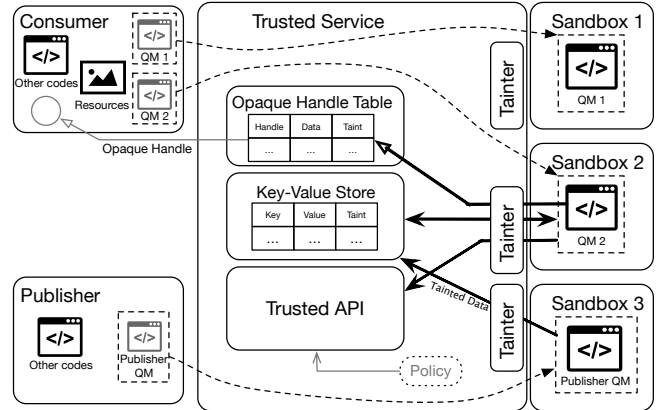 Consumer
</>
QM 1
</>
Other codes
Resources
</>
QM 2
Opaque Handle
Publisher
</>
Other codes
</>
Publisher
QM
Trusted Service
Opaque Handle Table
Handle Data Taint
... ... ...
Key-Value Store
Key Value Taint
... ... ...
Trusted API
Policy
Tainted Data
Tainter
Tainter
Tainter
Sandbox 1
</>
QM 1
Sandbox 2
</>
QM 2
Sandbox 3
</>
Publisher QM